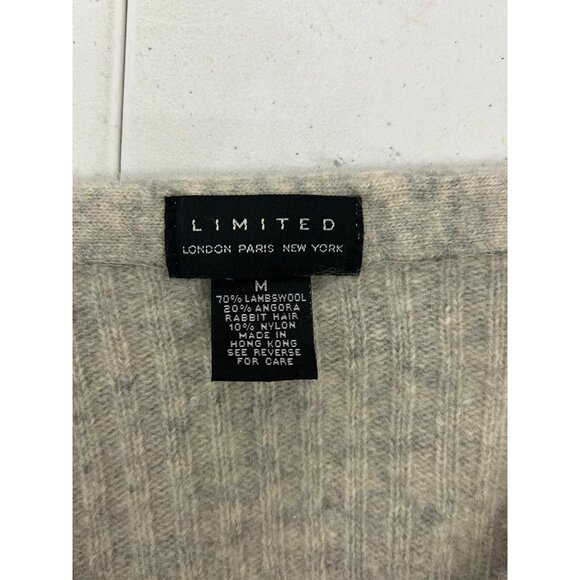 LIMITED
LONDON PARIS NEW YORK
M
70% LAMBSWOOL
20% ANGORA
RABBIT HAIR
10% NYLON
MADE IN
HONG KONG
SEE REVERSE
FOR CARE